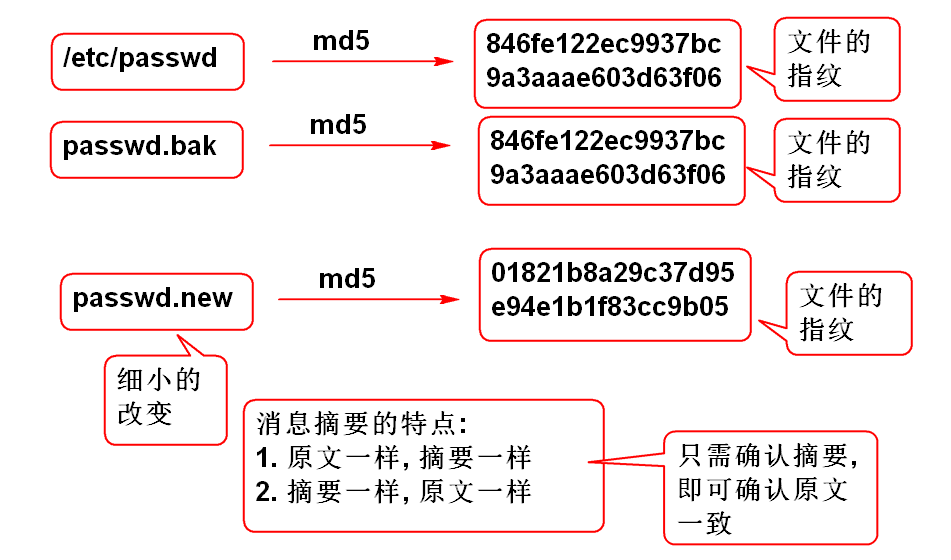 /etc/passwd
md5
846fe122ec9937bc
9a3aaae603d63f06
文件的
指纹
passwd.bak
md5
846fe122ec9937bc
9a3aaae603d63f06
文件的
指纹
passwd.new
md5
01821b8a29c37d95
e94e1b1f83cc9b05
文件的
指纹
细小的
改变
消息摘要的特点:
1. 原文一样, 摘要一样
2. 摘要一样, 原文一样
只需确认摘要,
即可确认原文
一致